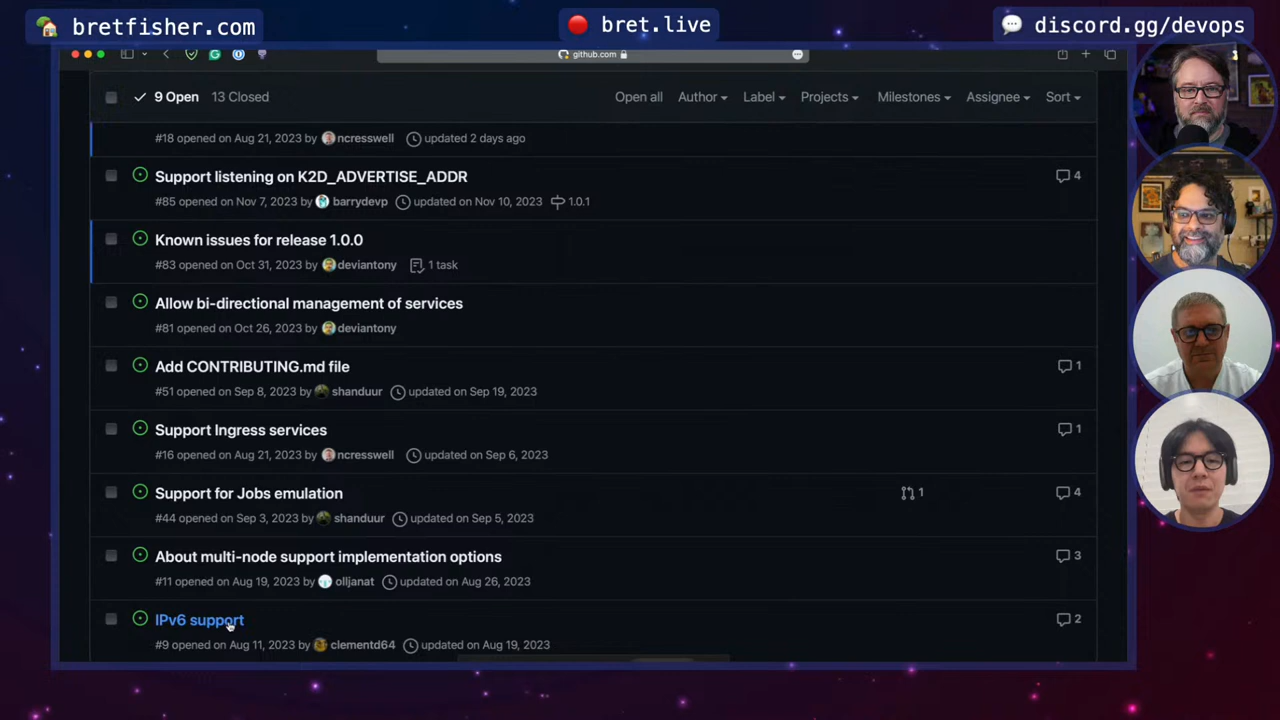 bretfisher.com
bret.live
discord.gg/devops
github.com
9 Open 13 Closed Open all Author Label Projects Milestones Assignee Sort
#18 opened on Aug 21, 2023 by ncresswell updated 2 days ago
Support listening on K2D_ADVERTISE_ADDR 4
#85 opened on Nov 7, 2023 by barrydevp updated on Nov 10, 2023 1.0.1
Known issues for release 1.0.0
#83 opened on Oct 31, 2023 by deviantony 1 task
Allow bi-directional management of services
#81 opened on Oct 26, 2023 by deviantony
Add CONTRIBUTING.md file 1
#51 opened on Sep 8, 2023 by shanduur updated on Sep 19, 2023
Support Ingress services 1
#16 opened on Aug 21, 2023 by ncresswell updated on Sep 6, 2023
Support for Jobs emulation 1 4
#44 opened on Sep 3, 2023 by shanduur updated on Sep 5, 2023
About multi-node support implementation options 3
#11 opened on Aug 19, 2023 by olljanat updated on Aug 26, 2023
IPv6 support 2
#9 opened on Aug 11, 2023 by clementd64 updated on Aug 19, 2023